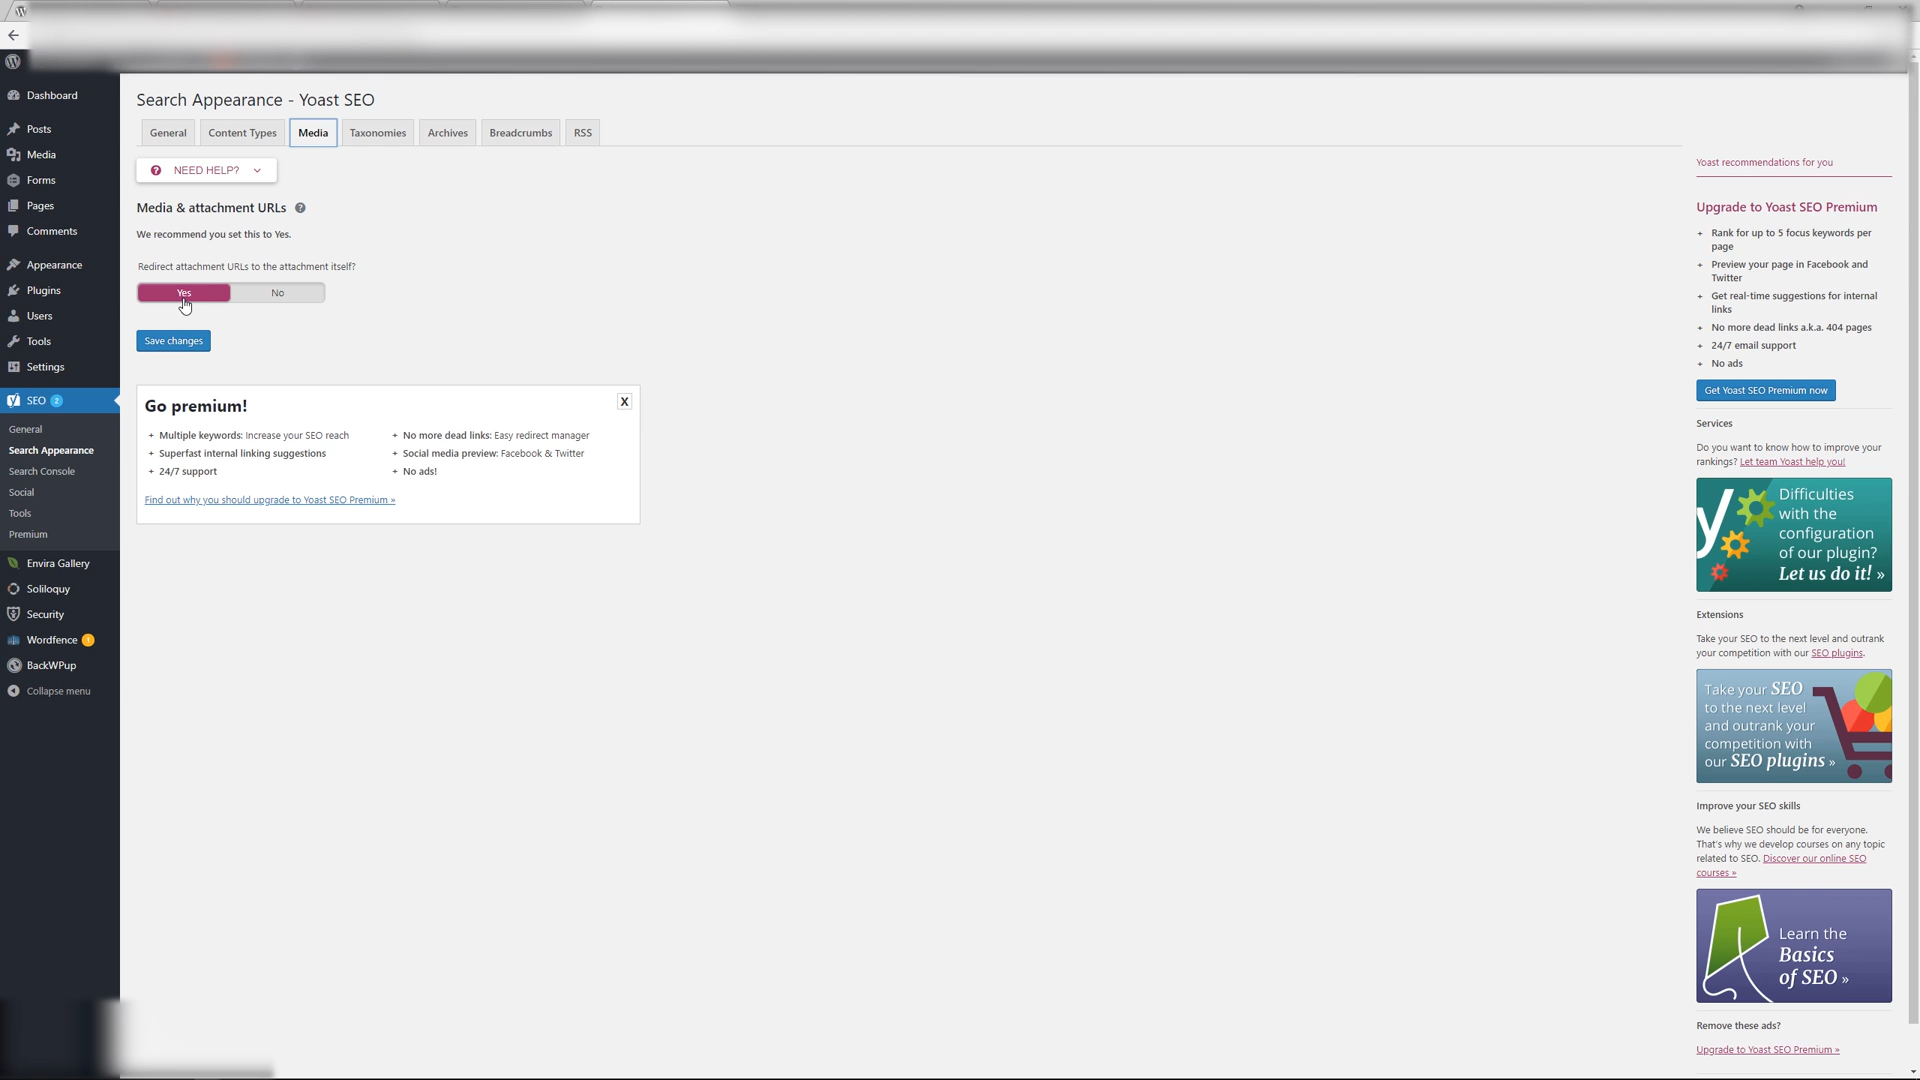 Dashboard
Posts
Media
Forms
Pages
Comments
Appearance
Plugins
Users
Tools
Settings
SEO 2
General
Search Appearance
Search Console
Social
Tools
Premium
Envira Gallery
Soliloquy
Security
Wordfence 1
BackWPup
Collapse menu
Search Appearance - Yoast SEO
General Content Types Media Taxonomies Archives Breadcrumbs RSS
NEED HELP?
Media & attachment URLs
We recommend you set this to Yes.
Redirect attachment URLs to the attachment itself?
Yes No
Save changes
Go premium!
X
+ Multiple keywords: Increase your SEO reach
+ Superfast internal linking suggestions
+ 24/7 support
+ No more dead links: Easy redirect manager
+ Social media preview: Facebook & Twitter
+ No ads!
Find out why you should upgrade to Yoast SEO Premium »
Yoast recommendations for you
Upgrade to Yoast SEO Premium
+ Rank for up to 5 focus keywords per
page
+ Preview your page in Facebook and
Twitter
+ Get real-time suggestions for internal
links
+ No more dead links a.k.a. 404 pages
+ 24/7 email support
+ No ads
Get Yoast SEO Premium now
Services
Do you want to know how to improve your
rankings? Let team Yoast help you!
Difficulties
with the
configuration
of our plugin?
Let us do it! »
Extensions
Take your SEO to the next level and outrank
your competition with our SEO plugins.
Take your SEO
to the next level
and outrank your
competition with
our SEO plugins »
Improve your SEO skills
We believe SEO should be for everyone.
That's why we develop courses on any topic
related to SEO. Discover our online SEO
courses »
Learn the
Basics
of SEO »
Remove these ads?
Upgrade to Yoast SEO Premium »